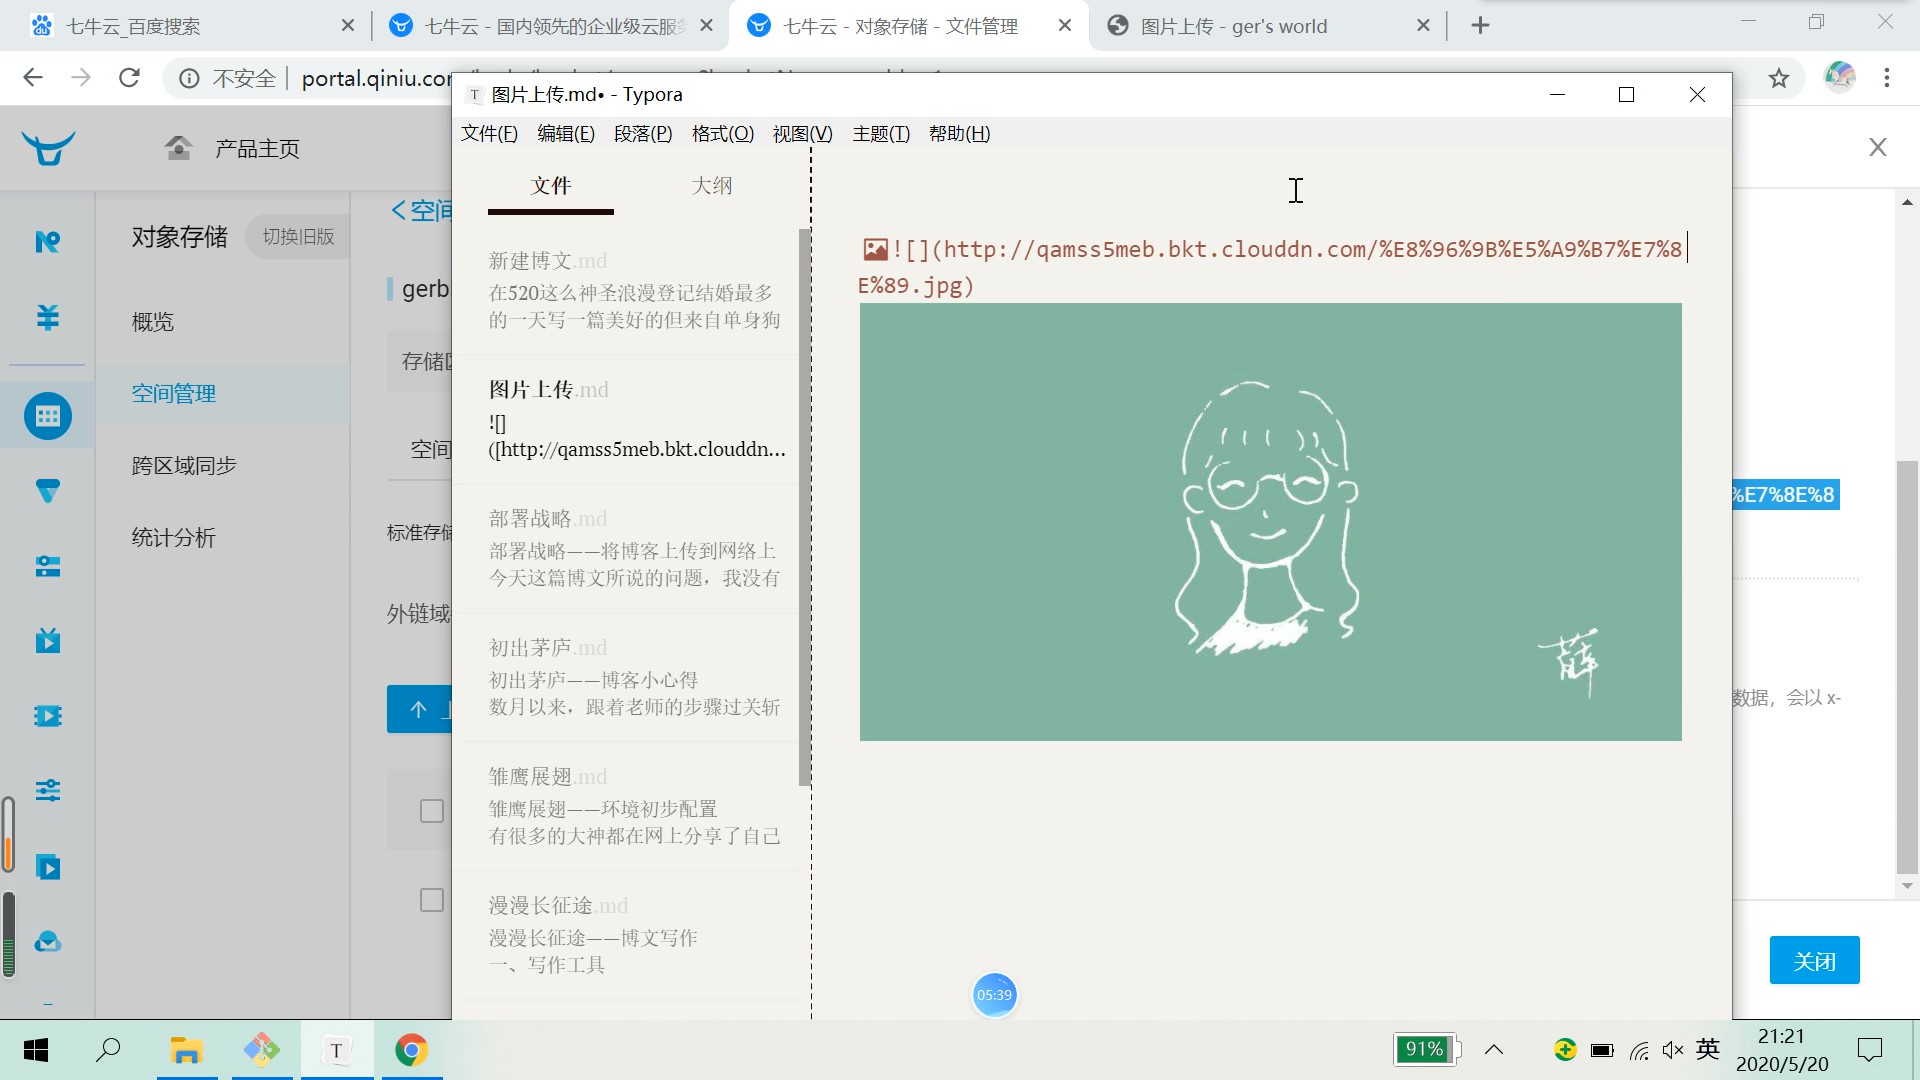 七牛云_百度搜索
七牛云 - 国内领先的企业级云服务
七牛云 - 对象存储 - 文件管理
图片上传 - ger's world
不安全
portal.qiniu.com
图片上传.md• - Typora
文件(F) 编辑(E) 段落(P) 格式(O) 视图(V) 主题(T) 帮助(H)
产品主页
对象存储
切换旧版
概览
空间管理
跨区域同步
统计分析
空间
gerb
存储区
空间
标准存储
外链域
文件
大纲
新建博文.md
在520这么神圣浪漫登记结婚最多
的一天写一篇美好的但来自单身狗
图片上传.md
![]
([http://qamss5meb.bkt.clouddn...
部署战略.md
部署战略——将博客上传到网络上
今天这篇博文所说的问题，我没有
初出茅庐.md
初出茅庐——博客小心得
数月以来，跟着老师的步骤过关斩
雏鹰展翅.md
雏鹰展翅——环境初步配置
有很多的大神都在网上分享了自己
漫漫长征途.md
漫漫长征途——博文写作
一、写作工具
![](http://qamss5meb.bkt.clouddn.com/%E8%96%9B%E5%A9%B7%E7%8
E%89.jpg)
薛
%E7%8E%8
数据，会以 x-
关闭
05:39
91%
英
21:21
2020/5/20